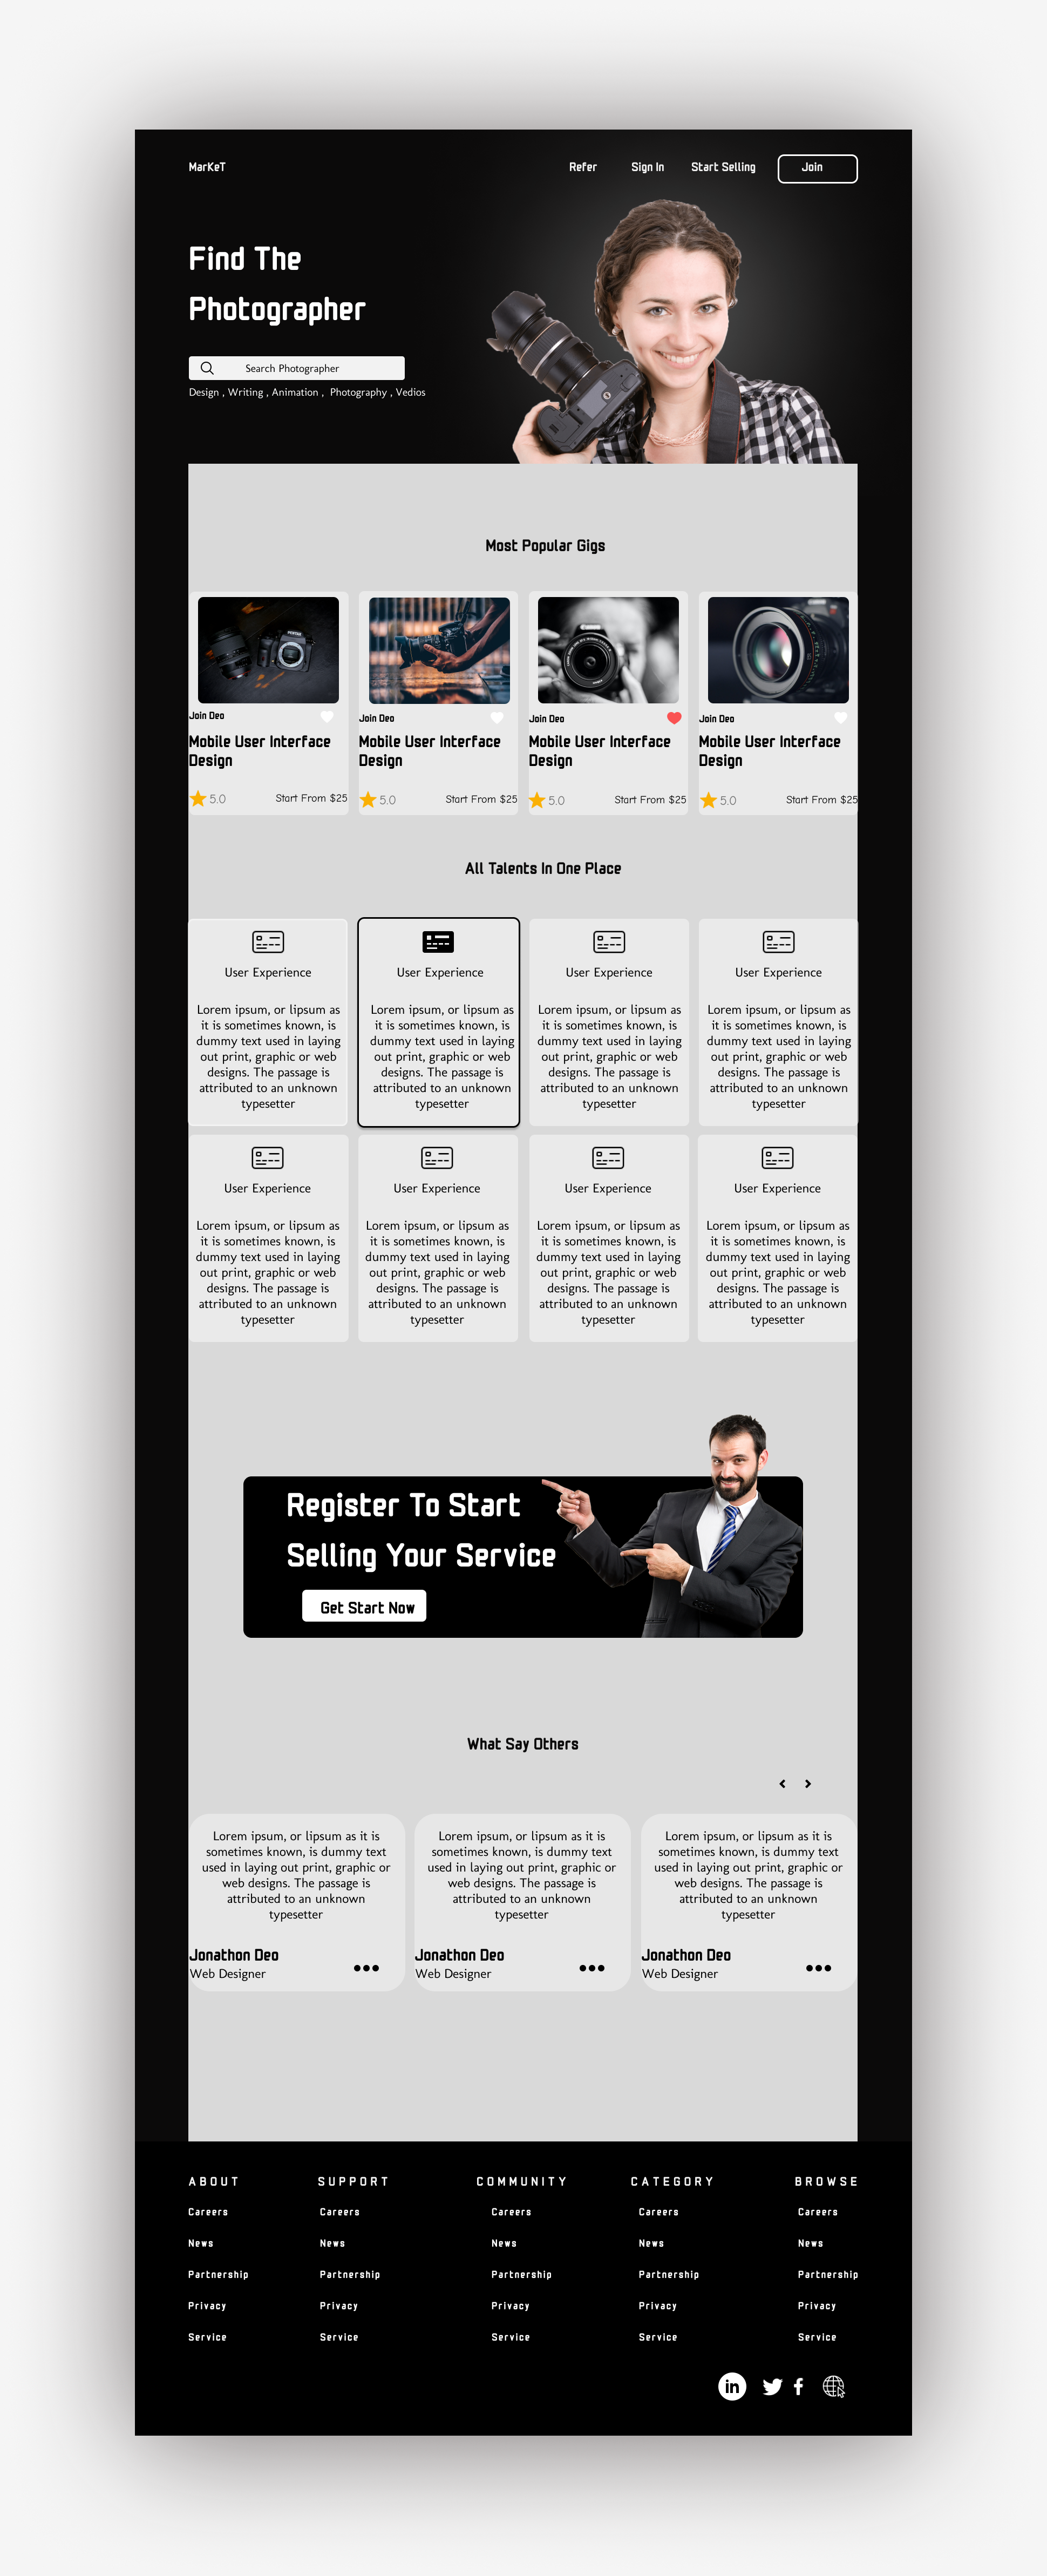 MarKeT
Refer
Sign In
Start Selling
Join
Find The
Photographer
Search Photographer
Design , Writing , Animation , Photography , Vedios
Most Popular Gigs
Join Deo
Mobile User Interface
Design
5.0
Start From $25
Join Deo
Mobile User Interface
Design
5.0
Start From $25
Canon
Join Deo
Mobile User Interface
Design
5.0
Start From $25
Join Deo
Mobile User Interface
Design
5.0
Start From $25
All Talents In One Place
User Experience
Lorem ipsum, or lipsum as
it is sometimes known, is
dummy text used in laying
out print, graphic or web
designs. The passage is
attributed to an unknown
typesetter
User Experience
Lorem ipsum, or lipsum as
it is sometimes known, is
dummy text used in laying
out print, graphic or web
designs. The passage is
attributed to an unknown
typesetter
User Experience
Lorem ipsum, or lipsum as
it is sometimes known, is
dummy text used in laying
out print, graphic or web
designs. The passage is
attributed to an unknown
typesetter
User Experience
Lorem ipsum, or lipsum as
it is sometimes known, is
dummy text used in laying
out print, graphic or web
designs. The passage is
attributed to an unknown
typesetter
User Experience
Lorem ipsum, or lipsum as
it is sometimes known, is
dummy text used in laying
out print, graphic or web
designs. The passage is
attributed to an unknown
typesetter
User Experience
Lorem ipsum, or lipsum as
it is sometimes known, is
dummy text used in laying
out print, graphic or web
designs. The passage is
attributed to an unknown
typesetter
User Experience
Lorem ipsum, or lipsum as
it is sometimes known, is
dummy text used in laying
out print, graphic or web
designs. The passage is
attributed to an unknown
typesetter
User Experience
Lorem ipsum, or lipsum as
it is sometimes known, is
dummy text used in laying
out print, graphic or web
designs. The passage is
attributed to an unknown
typesetter
Register To Start
Selling Your Service
Get Start Now
What Say Others
Lorem ipsum, or lipsum as it is
sometimes known, is dummy text
used in laying out print, graphic or
web designs. The passage is
attributed to an unknown
typesetter
Jonathon Deo
Web Designer
Lorem ipsum, or lipsum as it is
sometimes known, is dummy text
used in laying out print, graphic or
web designs. The passage is
attributed to an unknown
typesetter
Jonathon Deo
Web Designer
Lorem ipsum, or lipsum as it is
sometimes known, is dummy text
used in laying out print, graphic or
web designs. The passage is
attributed to an unknown
typesetter
Jonathon Deo
Web Designer
ABOUT
Careers
News
Partnership
Privacy
Service
SUPPORT
Careers
News
Partnership
Privacy
Service
COMMUNITY
Careers
News
Partnership
Privacy
Service
CATEGORY
Careers
News
Partnership
Privacy
Service
BROWSE
Careers
News
Partnership
Privacy
Service
in